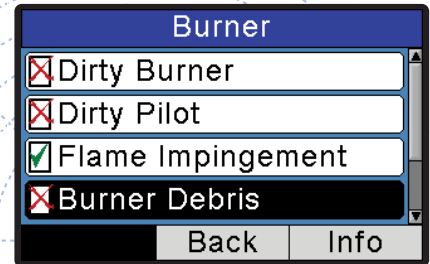 Burner
Dirty Burner
Dirty Pilot
Flame Impingement
Burner Debris
Back Info